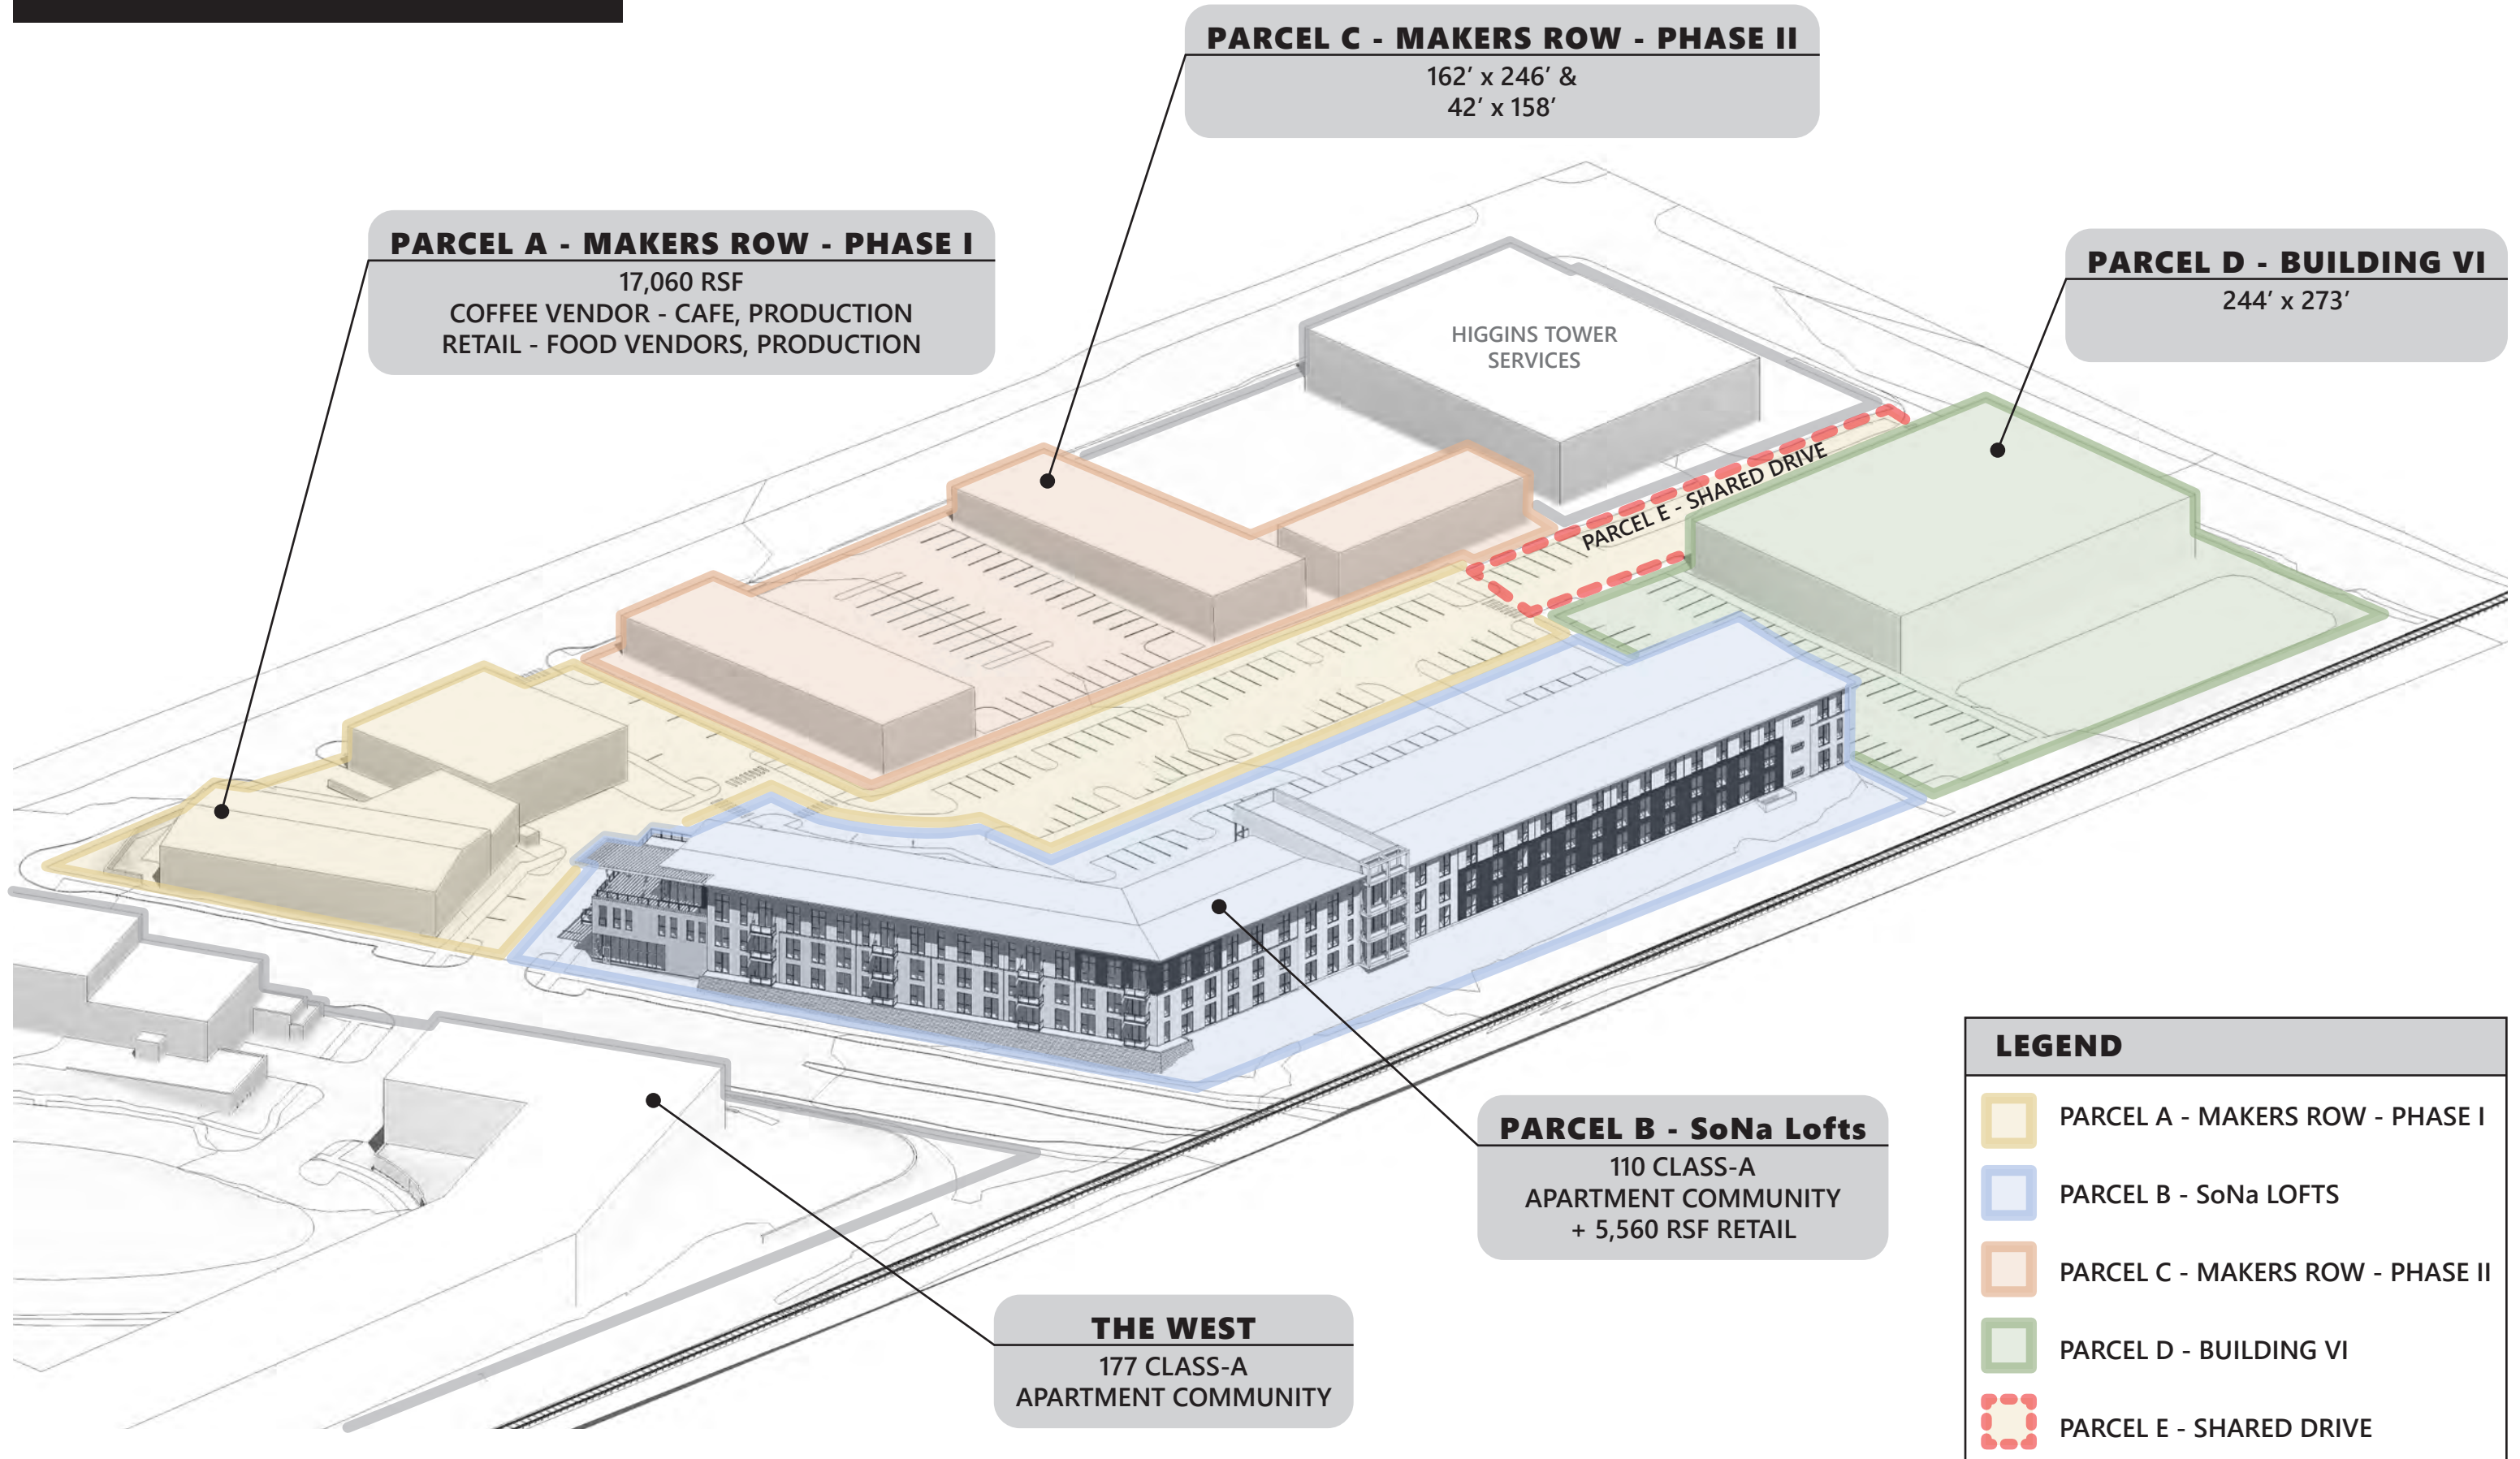 PARCEL C - MAKERS ROW - PHASE II
162’ x 246’ &
42’ x 158’
PARCEL A - MAKERS ROW - PHASE I
17,060 RSF
COFFEE VENDOR - CAFE, PRODUCTION
RETAIL - FOOD VENDORS, PRODUCTION
PARCEL D - BUILDING VI
244’ x 273’
HIGGINS TOWER
SERVICES
PARCEL E - SHARED DRIVE
PARCEL B - SoNa Lofts
110 CLASS-A
APARTMENT COMMUNITY
+ 5,560 RSF RETAIL
THE WEST
177 CLASS-A
APARTMENT COMMUNITY
LEGEND
PARCEL A - MAKERS ROW - PHASE I
PARCEL B - SoNa LOFTS
PARCEL C - MAKERS ROW - PHASE II
PARCEL D - BUILDING VI
PARCEL E - SHARED DRIVE